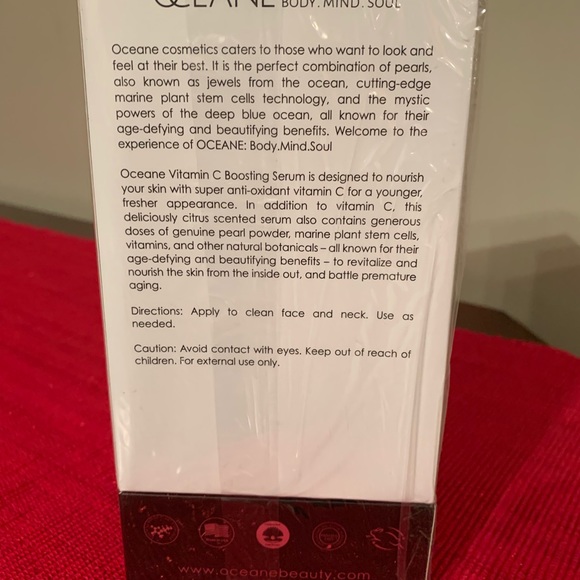 OCEANE BODY.MIND.SOUL
Oceane cosmetics caters to those who want to look and
feel at their best. It is the perfect combination of pearls,
also known as jewels from the ocean, cutting-edge
marine plant stem cells technology, and the mystic
powers of the deep blue ocean, all known for their
age-defying and beautifying benefits. Welcome to the
experience of OCEANE: Body.Mind.Soul
Oceane Vitamin C Boosting Serum is designed to nourish
your skin with super anti-oxidant vitamin C for a younger,
fresher appearance. In addition to vitamin C, this
deliciously citrus scented serum also contains generous
doses of genuine pearl powder, marine plant stem cells,
vitamins, and other natural botanicals – all known for their
age-defying and beautifying benefits – to revitalize and
nourish the skin from the inside out, and battle premature
aging.
Directions: Apply to clean face and neck. Use as
needed.
Caution: Avoid contact with eyes. Keep out of reach of
children. For external use only.
www.oceanebeauty.com